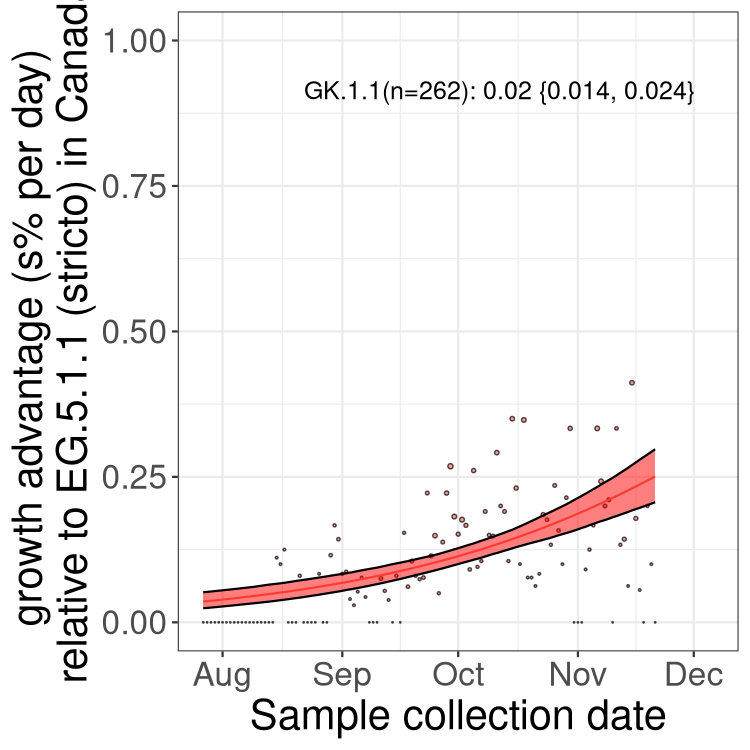 growth advantage (s% per day)
relative to EG.5.1.1 (stricto) in Canada
1.00
0.75
0.50
0.25
0.00
GK.1.1(n=262): 0.02 {0.014, 0.024}
Aug Sep Oct Nov Dec
Sample collection date